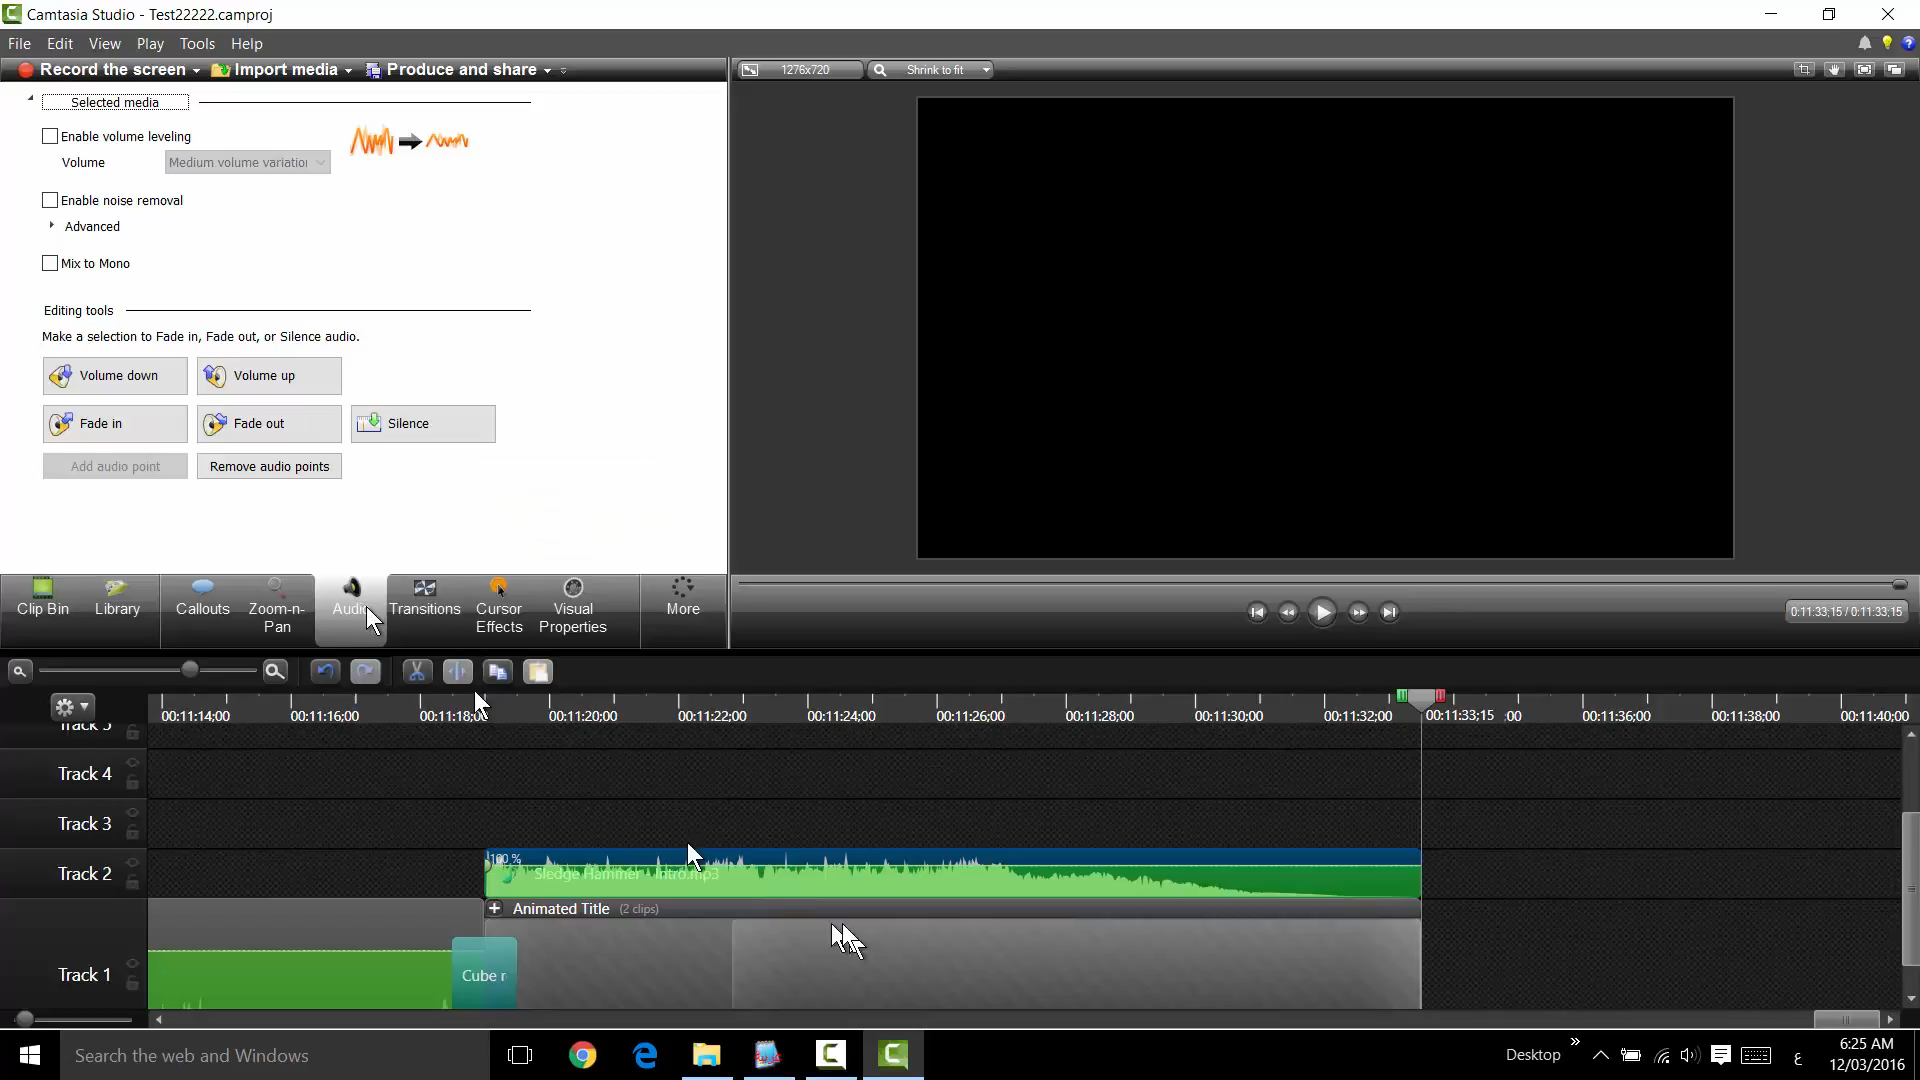 Camtasia Studio - Test22222.camproj
File Edit View Play Tools Help
Record the screen Import media Produce and share
1276x720 Shrink to fit
Selected media
Enable volume leveling
Volume Medium volume variation
Enable noise removal
Advanced
Mix to Mono
Editing tools
Make a selection to Fade in, Fade out, or Silence audio.
Volume down Volume up
Fade in Fade out Silence
Add audio point Remove audio points
Clip Bin Library Callouts Zoom-n-Pan Audio Transitions Cursor Effects Visual Properties More
0:11:33;15 / 0:11:33;15
00:11:14;00 00:11:16;00 00:11:18;00 00:11:20;00 00:11:22;00 00:11:24;00 00:11:26;00 00:11:28;00 00:11:30;00 00:11:32;00 00:11:33;15 :00 00:11:36;00 00:11:38;00 00:11:40;00
Track 5
Track 4
Track 3
100 %
Track 2 Sledge Hammer - Intro.mp3
Animated Title (2 clips)
Track 1 Cube r
Search the web and Windows
Desktop
ع
6:25 AM
12/03/2016